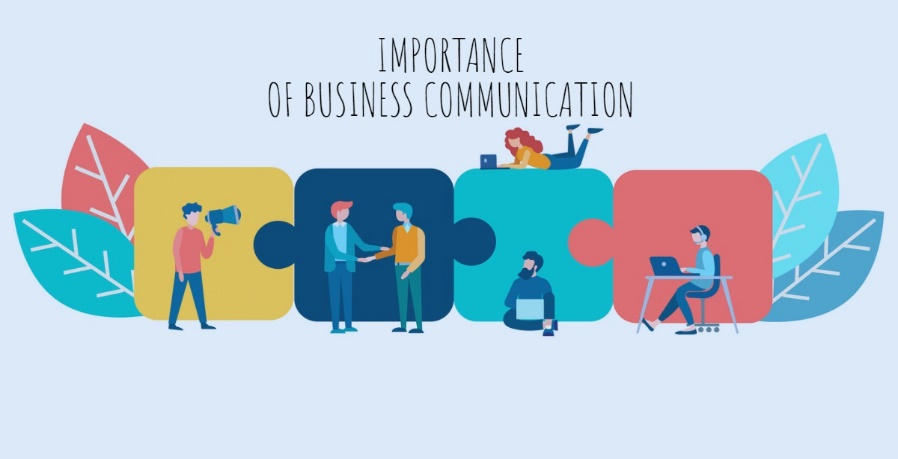 IMPORTANCE
OF BUSINESS COMMUNICATION